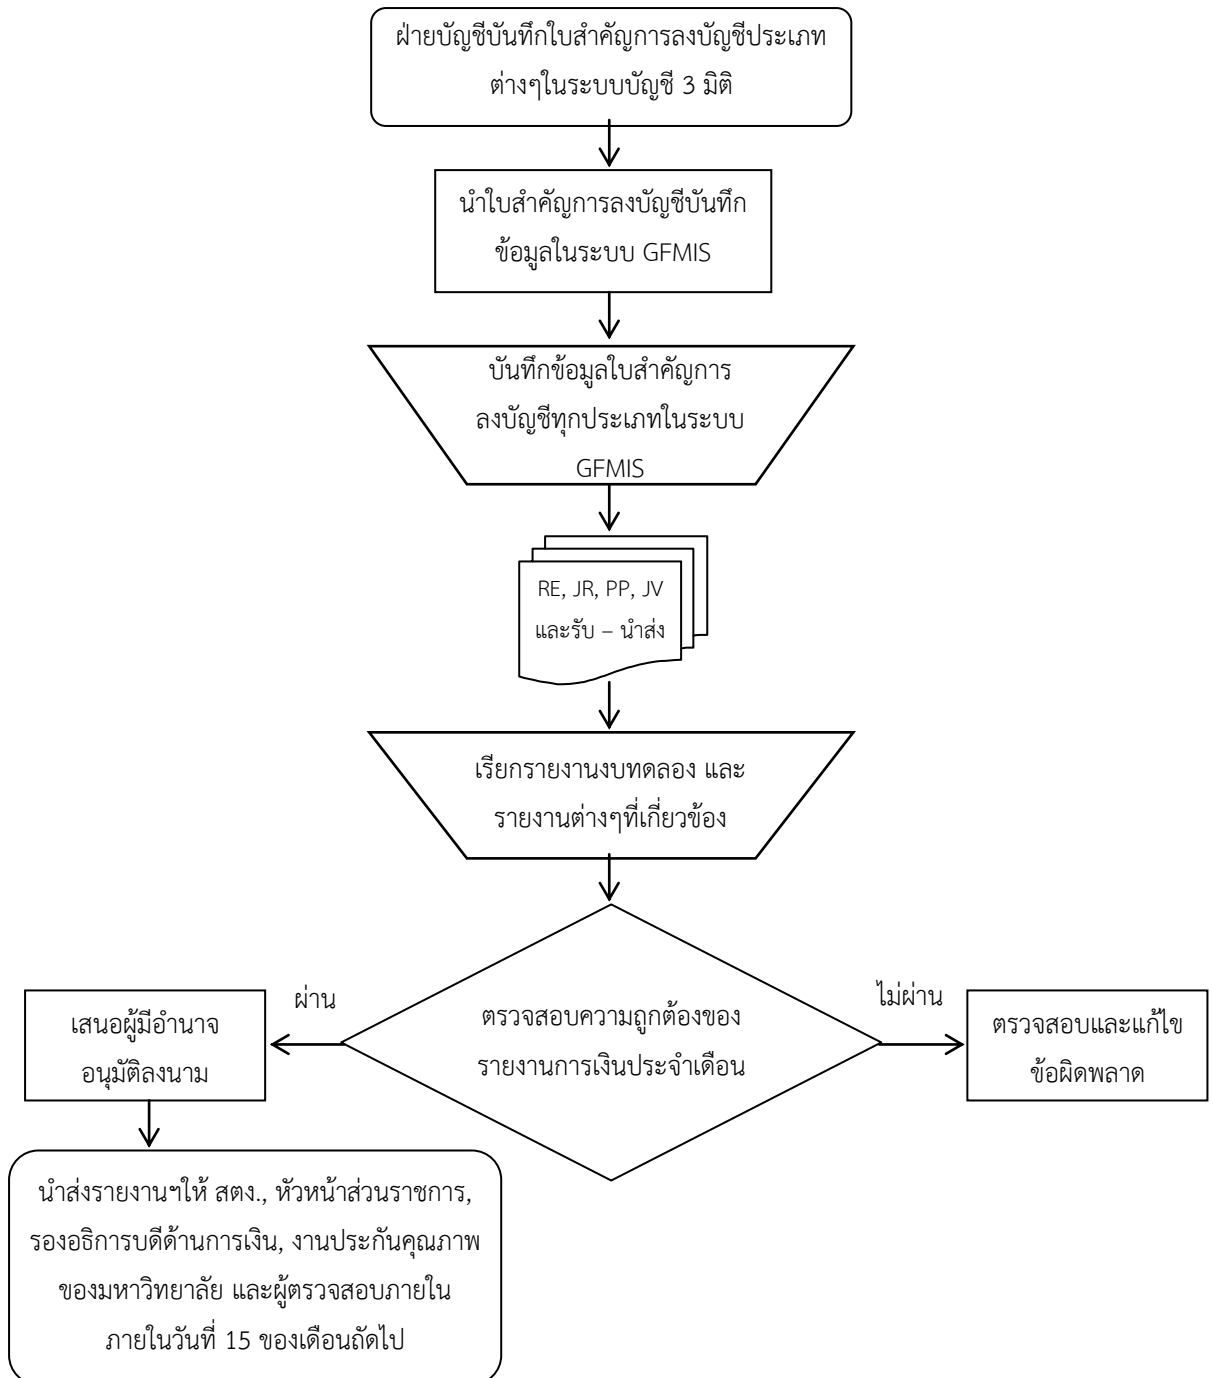 ฝ่ายบัญชีบันทึกใบสำคัญการลงบัญชีประเภท
ต่างๆในระบบบัญชี 3 มิติ
นำใบสำคัญการลงบัญชีบันทึก
ข้อมูลในระบบ GFMIS
บันทึกข้อมูลใบสำคัญการ
ลงบัญชีทุกประเภทในระบบ
GFMIS
RE, JR, PP, JV
และรับ – นำส่ง
เรียกรายงานงบทดลอง และ
รายงานต่างๆที่เกี่ยวข้อง
ตรวจสอบความถูกต้องของ
รายงานการเงินประจำเดือน
ผ่าน
ไม่ผ่าน
เสนอผู้มีอำนาจ
อนุมัติลงนาม
ตรวจสอบและแก้ไข
ข้อผิดพลาด
นำส่งรายงานฯให้ สตง., หัวหน้าส่วนราชการ,
รองอธิการบดีด้านการเงิน, งานประกันคุณภาพ
ของมหาวิทยาลัย และผู้ตรวจสอบภายใน
ภายในวันที่ 15 ของเดือนถัดไป